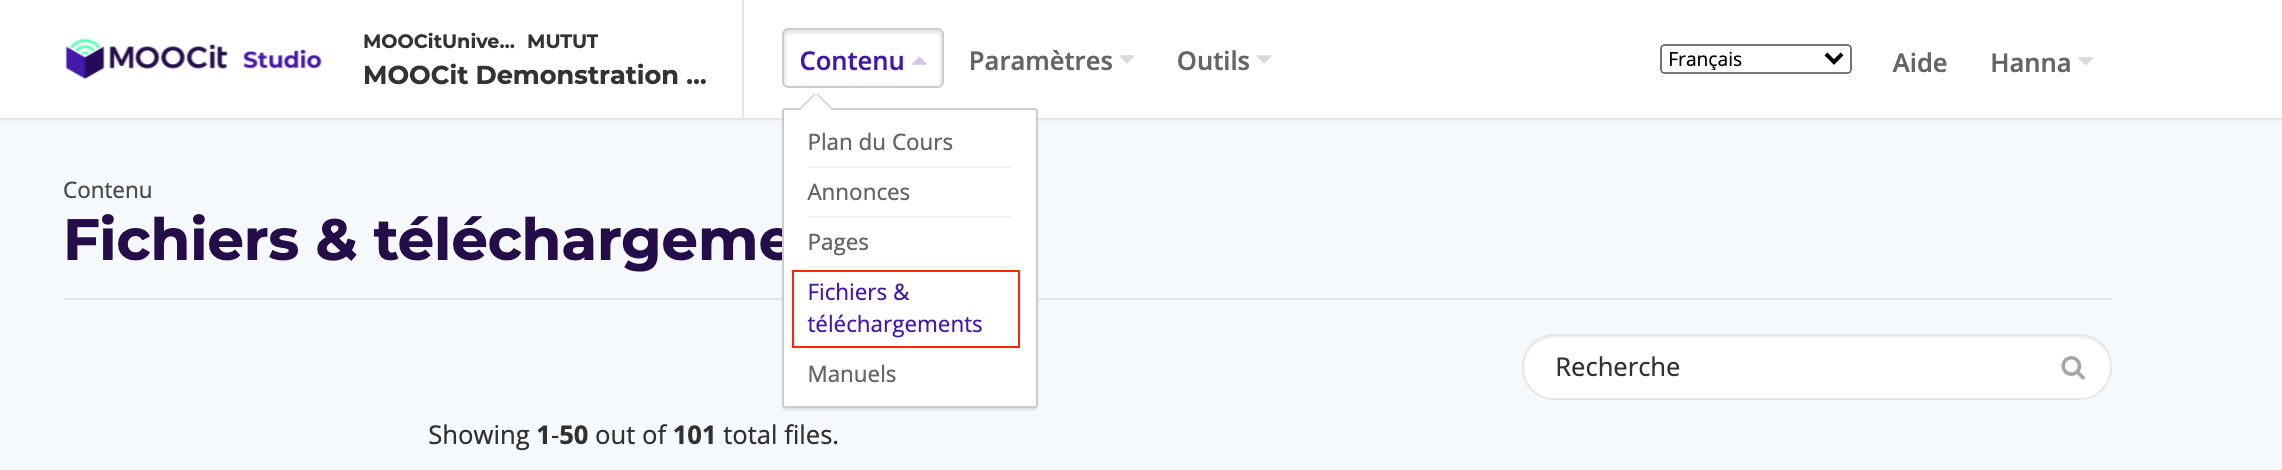 MOOCit Studio
MOOCitUnive... MUTUT
MOOCit Demonstration ...
Contenu
Paramètres
Outils
Français
Aide
Hanna
Plan du Cours
Annonces
Pages
Fichiers &
téléchargements
Manuels
Contenu
Fichiers & téléchargeme
Recherche
Showing 1-50 out of 101 total files.